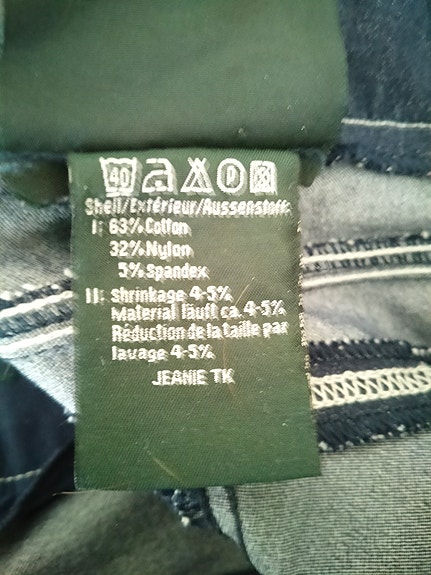 40 P
Shell/Extérieur/Aussenstoff:
I: 63% Cotton
32% Nylon
5% Spandex
II: Shrinkage 4-5%
Material läuft ca. 4-5%
Réduction de la taille par
lavage 4-5%
JEANIE TK